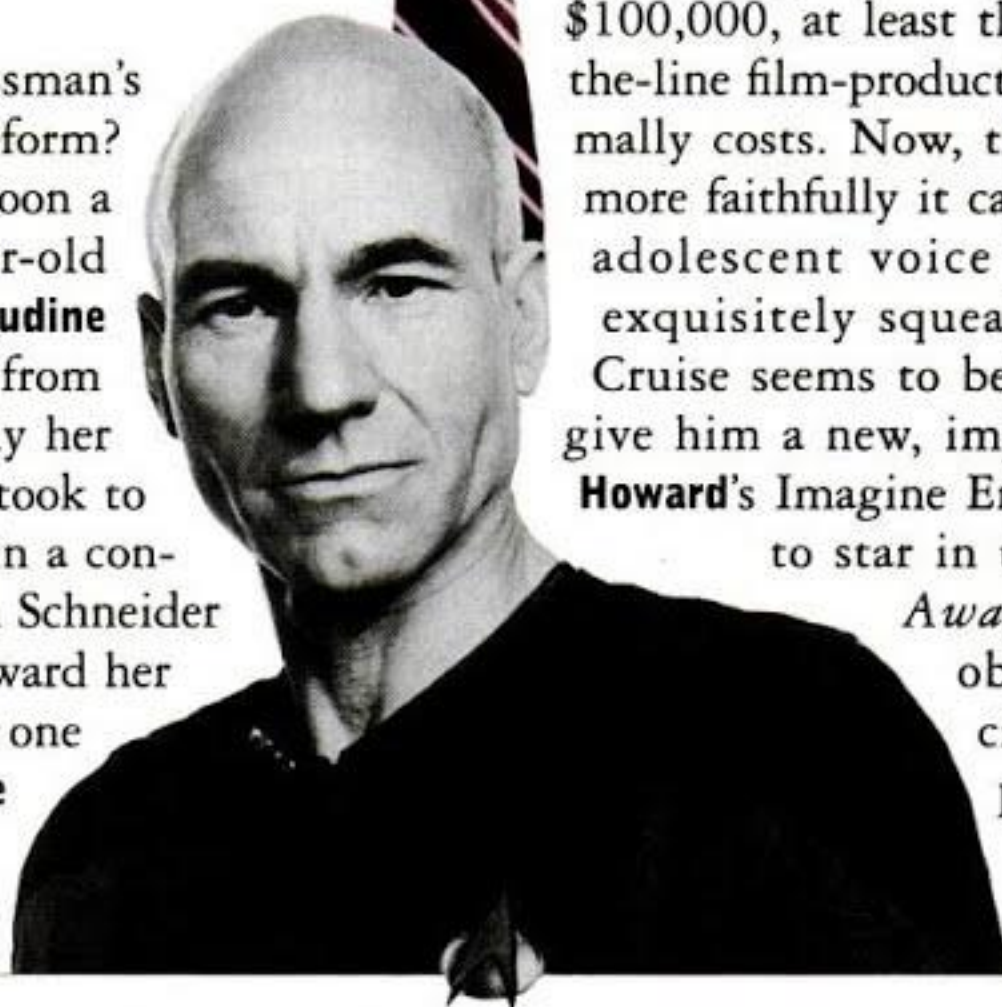 sman's
form?
oon a
r-old
udine
from
y her
took to
n a con-
Schneider
ward her
one
e
$100,000, at least th
the-line film-product
mally costs. Now, t
more faithfully it ca
adolescent voice
exquisitely squea
Cruise seems to be
give him a new, im
Howard's Imagine En
to star in
Awa
ob
c